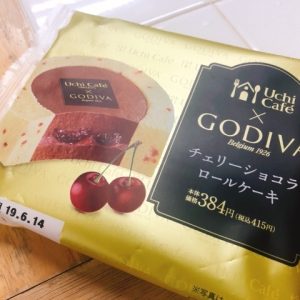 Uchi Café
×
GODIVA
Uchi
Café
×
GODIVA
Belgium 1926
チェリーショコラ
ロールケーキ
本体
価格 384円(税込415円)
19.6.14